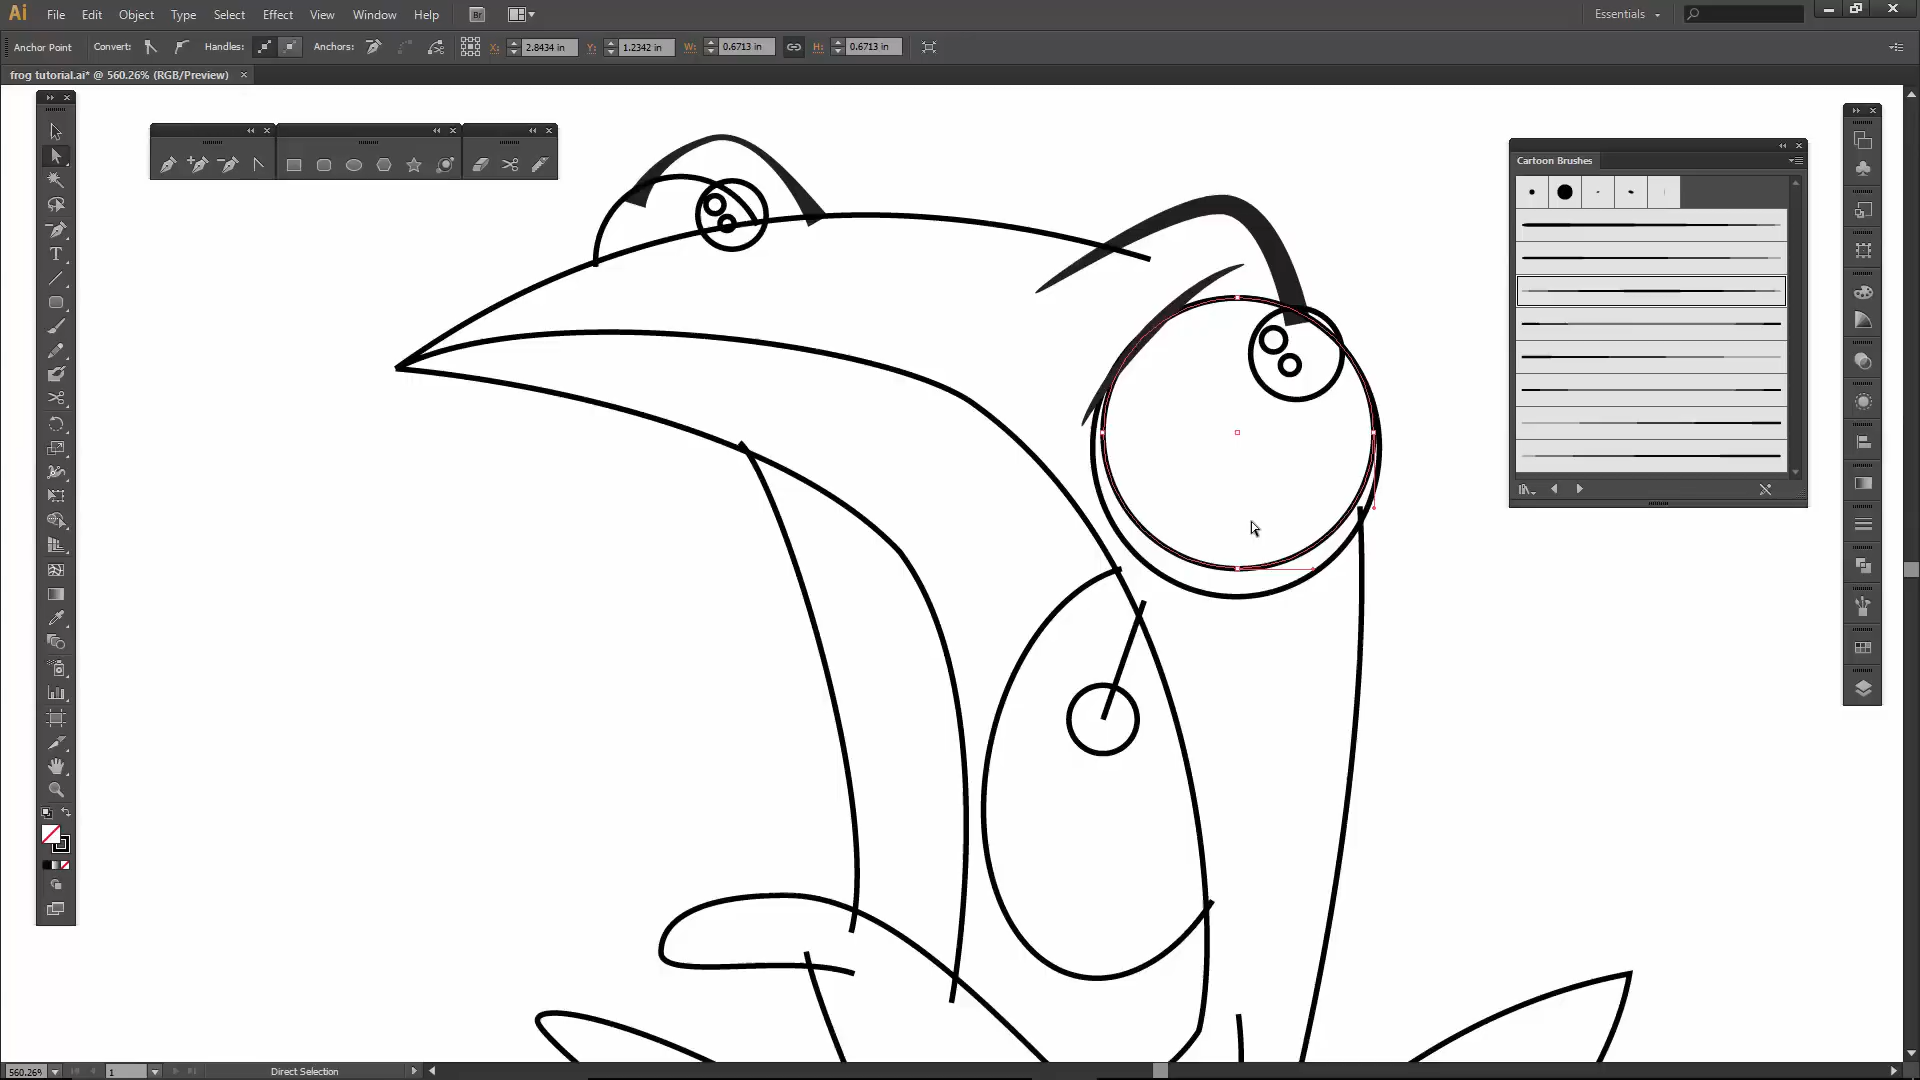 Ai File Edit Object Type Select Effect View Window Help Br Essentials
Anchor Point Convert: Handles: Anchors: X: 2.8434 in Y: 1.2342 in W: 0.6713 in H: 0.6713 in
frog tutorial.ai* @ 560.26% (RGB/Preview)
Cartoon Brushes
T
560.26% 1 Direct Selection